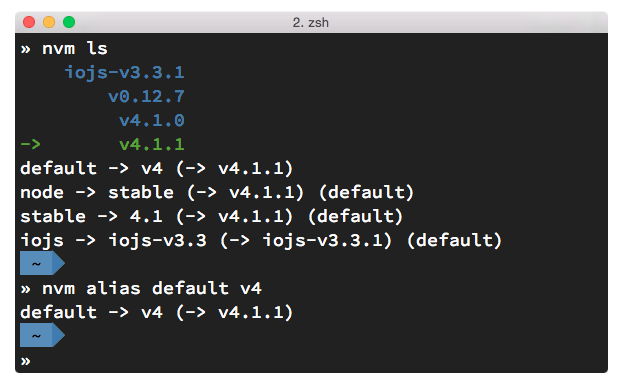 2. zsh
» nvm ls
iojs-v3.3.1
v0.12.7
v4.1.0
-> v4.1.1
default -> v4 (-> v4.1.1)
node -> stable (-> v4.1.1) (default)
stable -> 4.1 (-> v4.1.1) (default)
iojs -> iojs-v3.3 (-> iojs-v3.3.1) (default)
~
» nvm alias default v4
default -> v4 (-> v4.1.1)
~
»